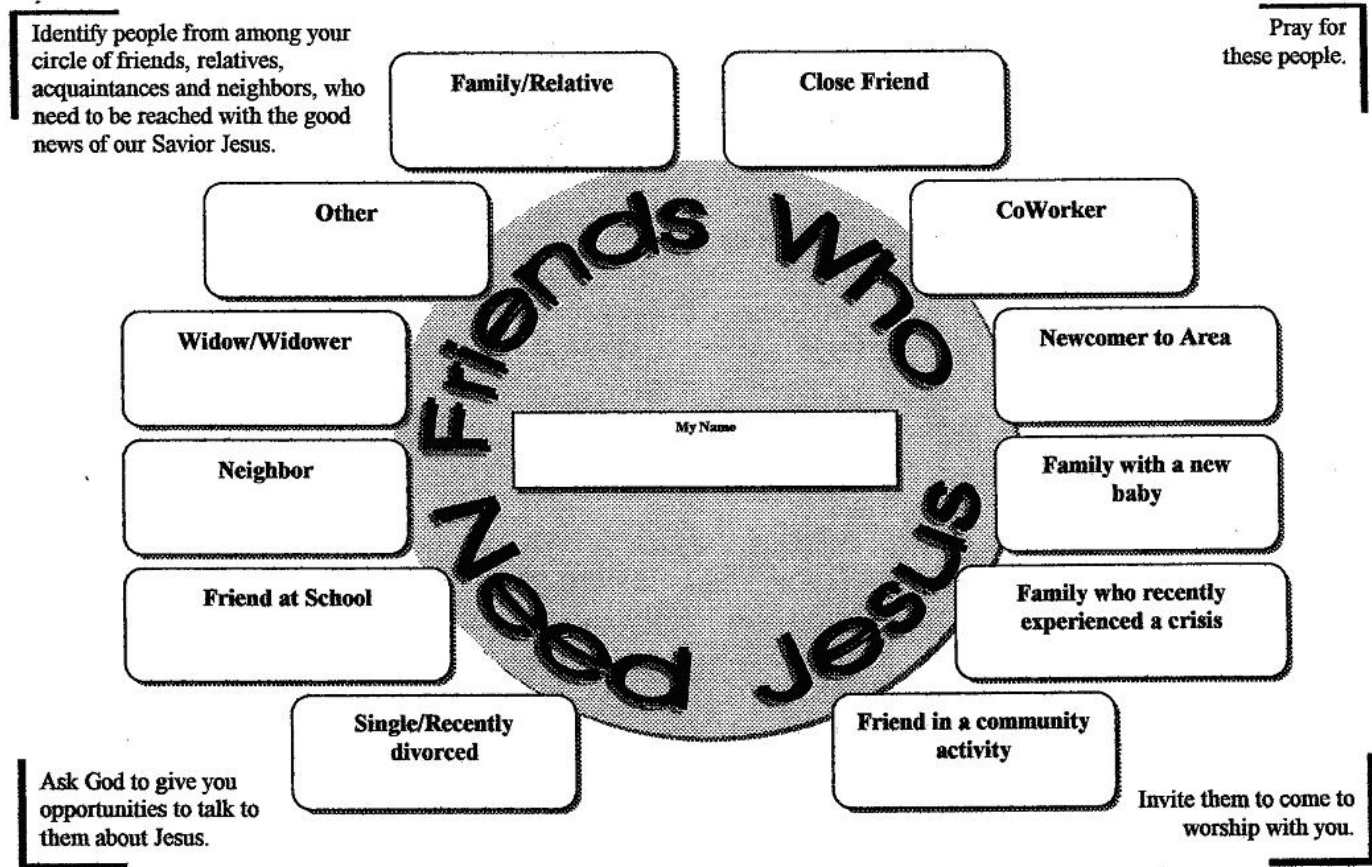 Identify people from among your
circle of friends, relatives,
acquaintances and neighbors, who
need to be reached with the good
news of our Savior Jesus.
Pray for
these people.
Family/Relative
Close Friend
Other
CoWorker
Widow/Widower
Newcomer to Area
Neighbor
Family with a new
baby
Friend at School
Family who recently
experienced a crisis
Single/Recently
divorced
Friend in a community
activity
Friends Who
Need Jesus
My Name
Ask God to give you
opportunities to talk to
them about Jesus.
Invite them to come to
worship with you.